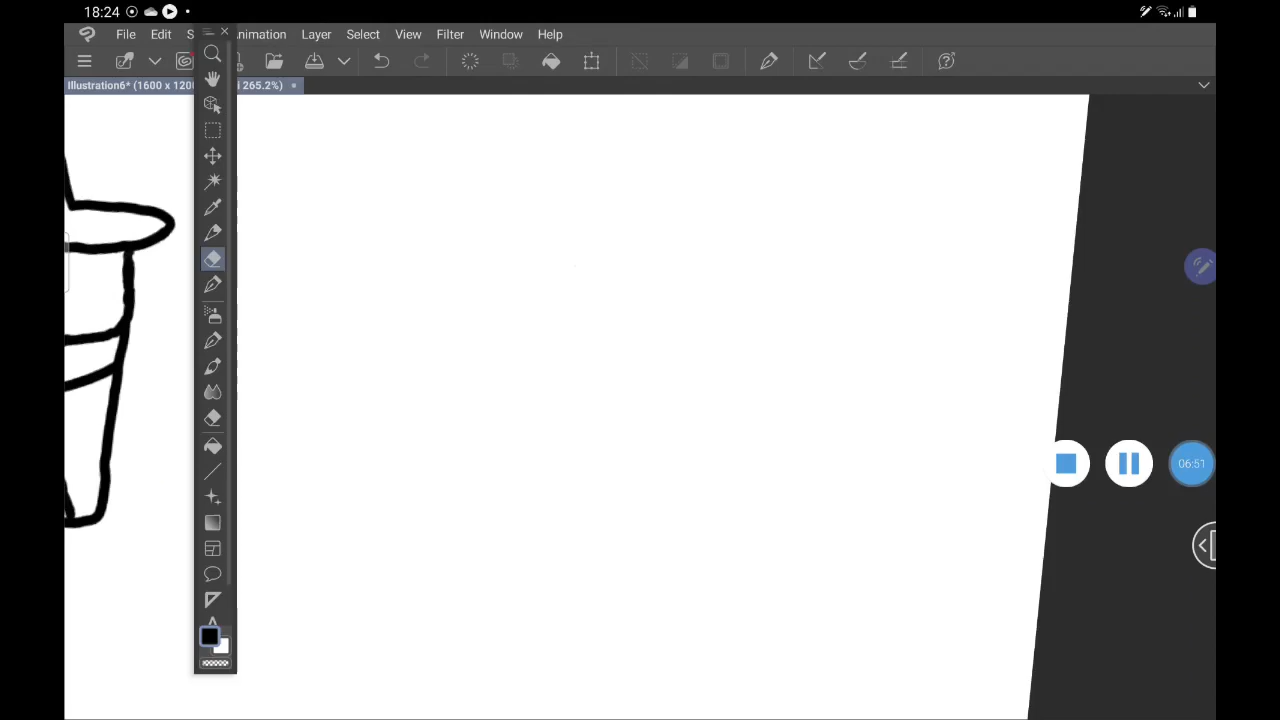 18:24
File Edit S nimation Layer Select View Filter Window Help
Illustration6* (1600 x 120 i 265.2%)
06:51